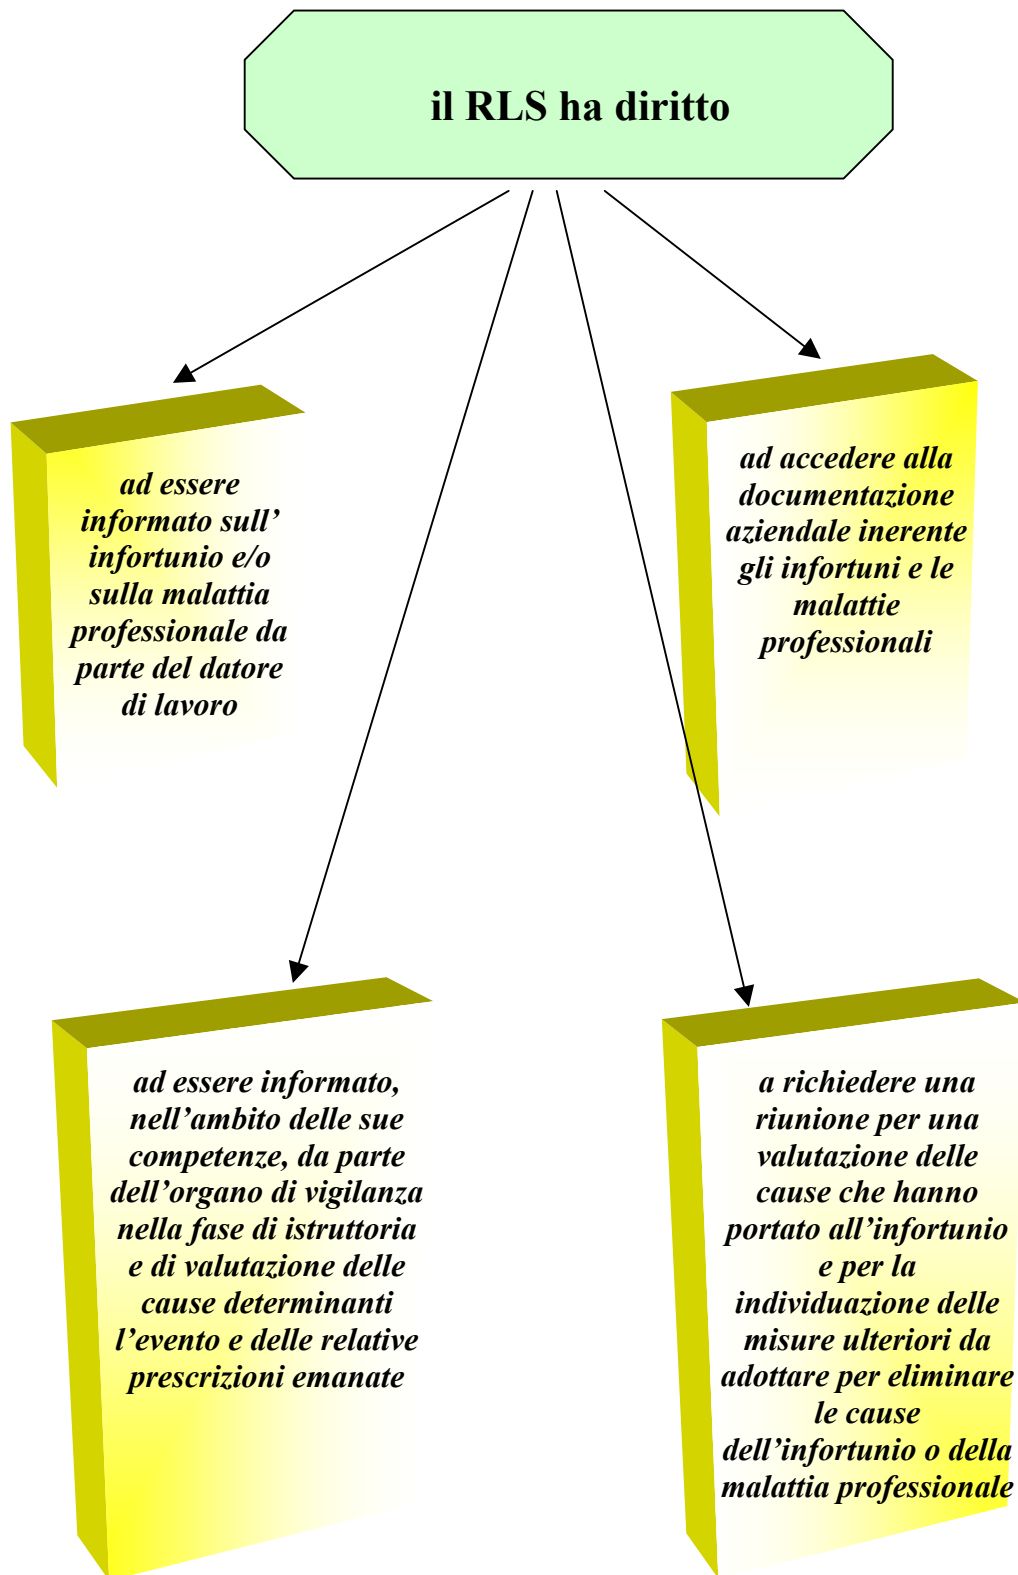 il RLS ha diritto
ad essere
informato sull’
infortunio e/o
sulla malattia
professionale da
parte del datore
di lavoro
ad accedere alla
documentazione
aziendale inerente
gli infortuni e le
malattie
professionali
ad essere informato,
nell’ambito delle sue
competenze, da parte
dell’organo di vigilanza
nella fase di istruttoria
e di valutazione delle
cause determinanti
l’evento e delle relative
prescrizioni emanate
a richiedere una
riunione per una
valutazione delle
cause che hanno
portato all’infortunio
e per la
individuazione delle
misure ulteriori da
adottare per eliminare
le cause
dell’infortunio o della
malattia professionale